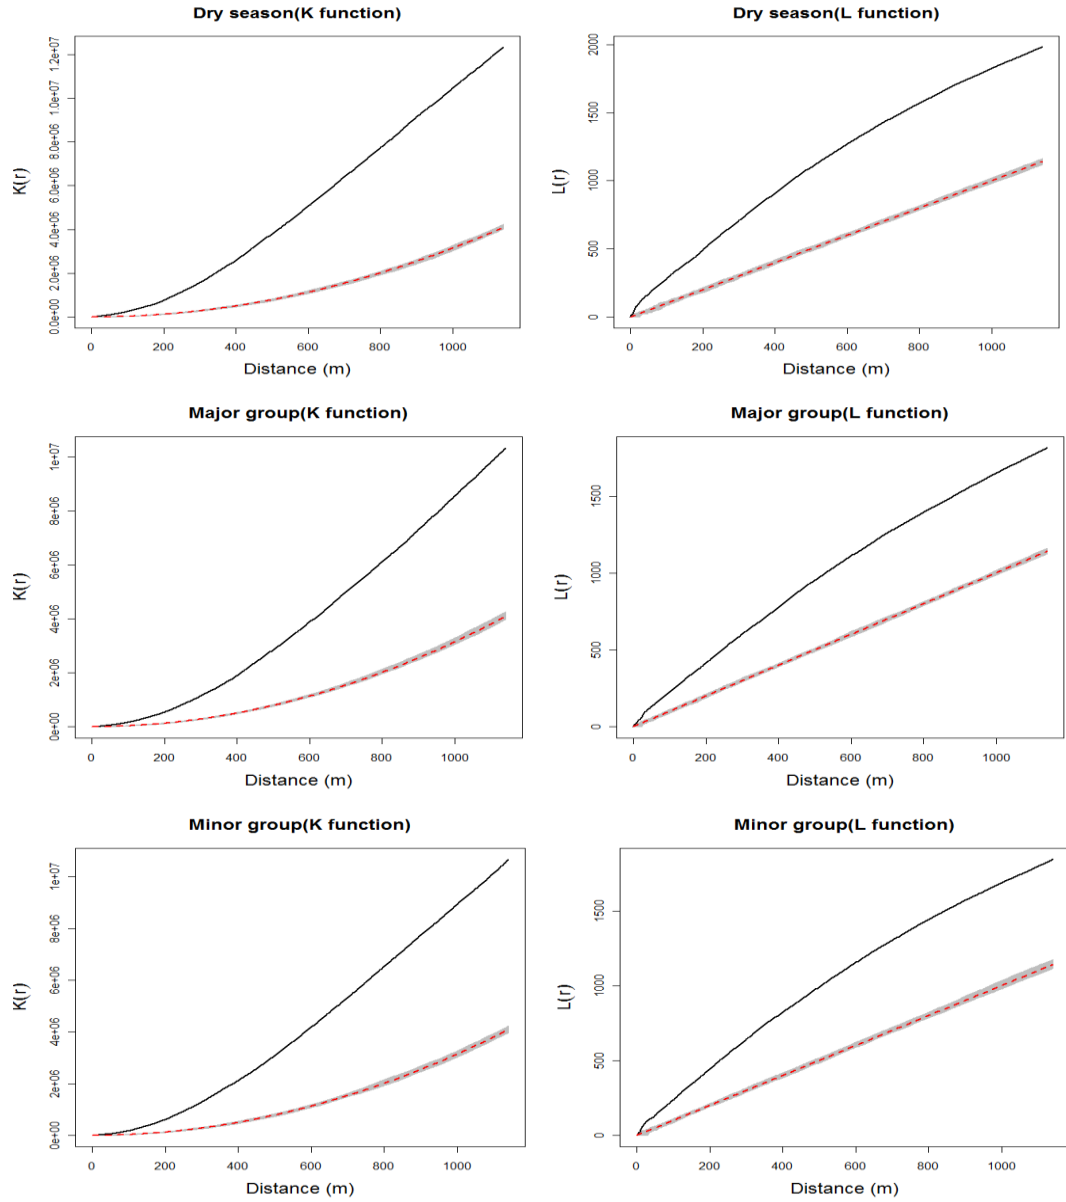 Dry season(K function)
K(r)
0.0e+00 2.0e+06 4.0e+06 6.0e+06 8.0e+06 1.0e+07 1.2e+07
0 200 400 600 800 1000
Distance (m)
Dry season(L function)
L(r)
0 500 1000 1500 2000
0 200 400 600 800 1000
Distance (m)
Major group(K function)
K(r)
0e+00 2e+06 4e+06 6e+06 8e+06 1e+07
0 200 400 600 800 1000
Distance (m)
Major group(L function)
L(r)
0 500 1000 1500
0 200 400 600 800 1000
Distance (m)
Minor group(K function)
K(r)
0e+00 2e+06 4e+06 6e+06 8e+06 1e+07
0 200 400 600 800 1000
Distance (m)
Minor group(L function)
L(r)
0 500 1000 1500
0 200 400 600 800 1000
Distance (m)